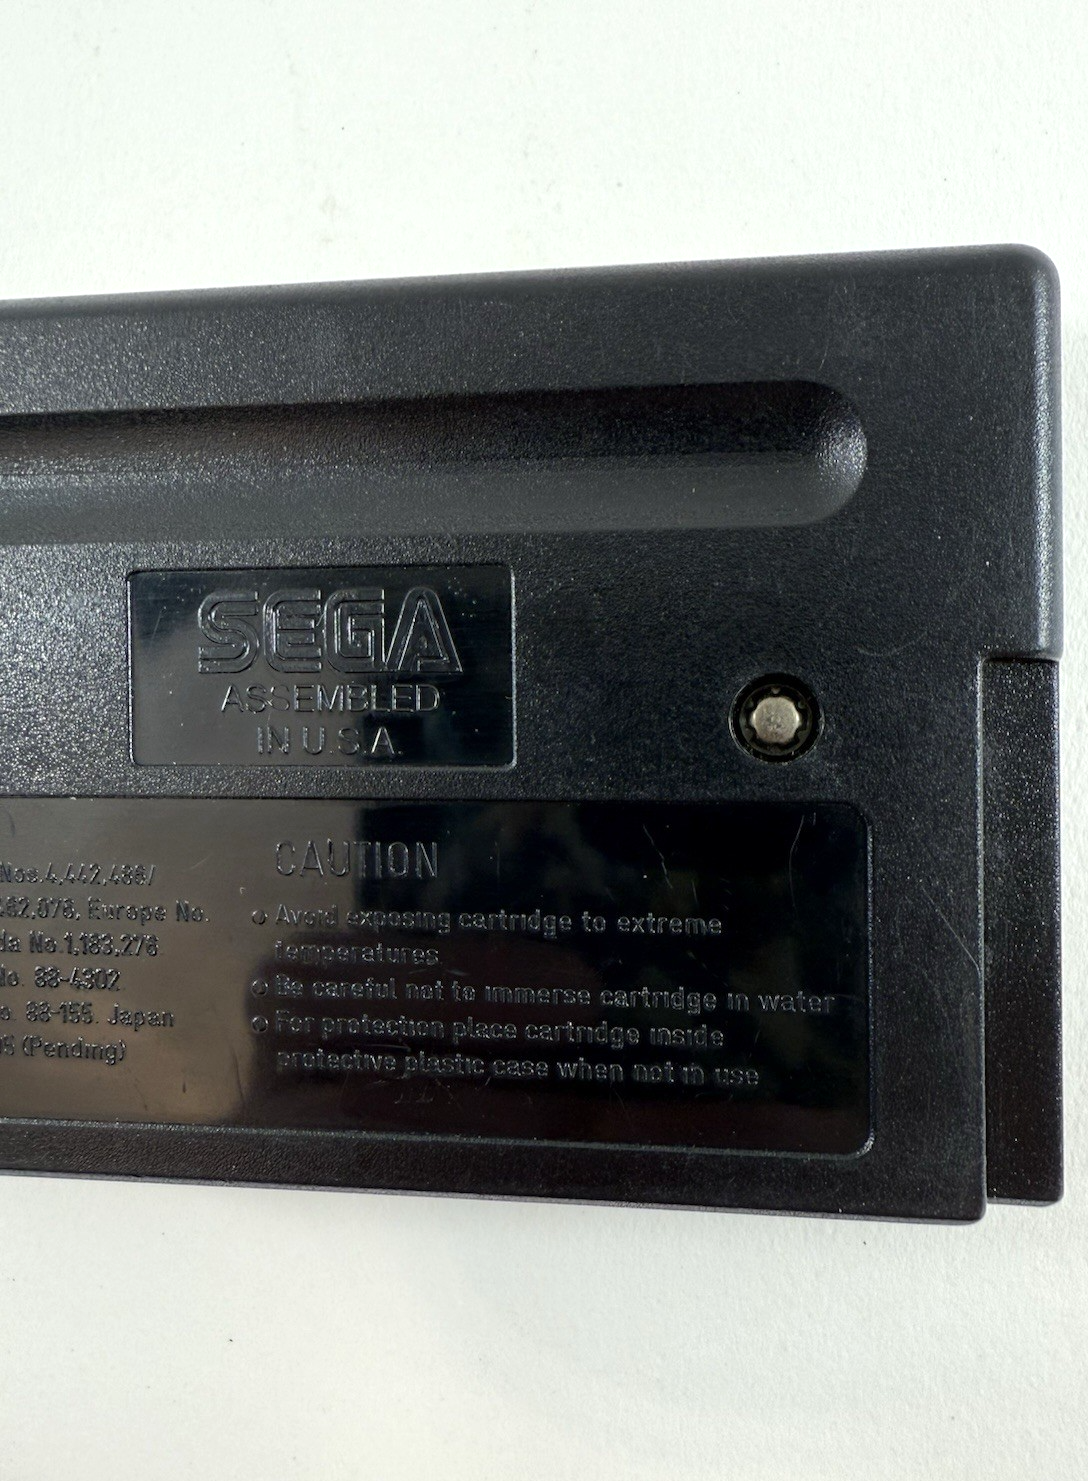 SEGA
ASSEMBLED
IN U.S.A.
Nos.4,442,486/
, Europe No.
No.1,183,276
No. 88-4302
88-155. Japan
(Pending)
CAUTION
Avoid exposing cartridge to extreme
temperatures
Be careful not to immerse cartridge in water
For protection place cartridge inside
protective plastic case when not in use